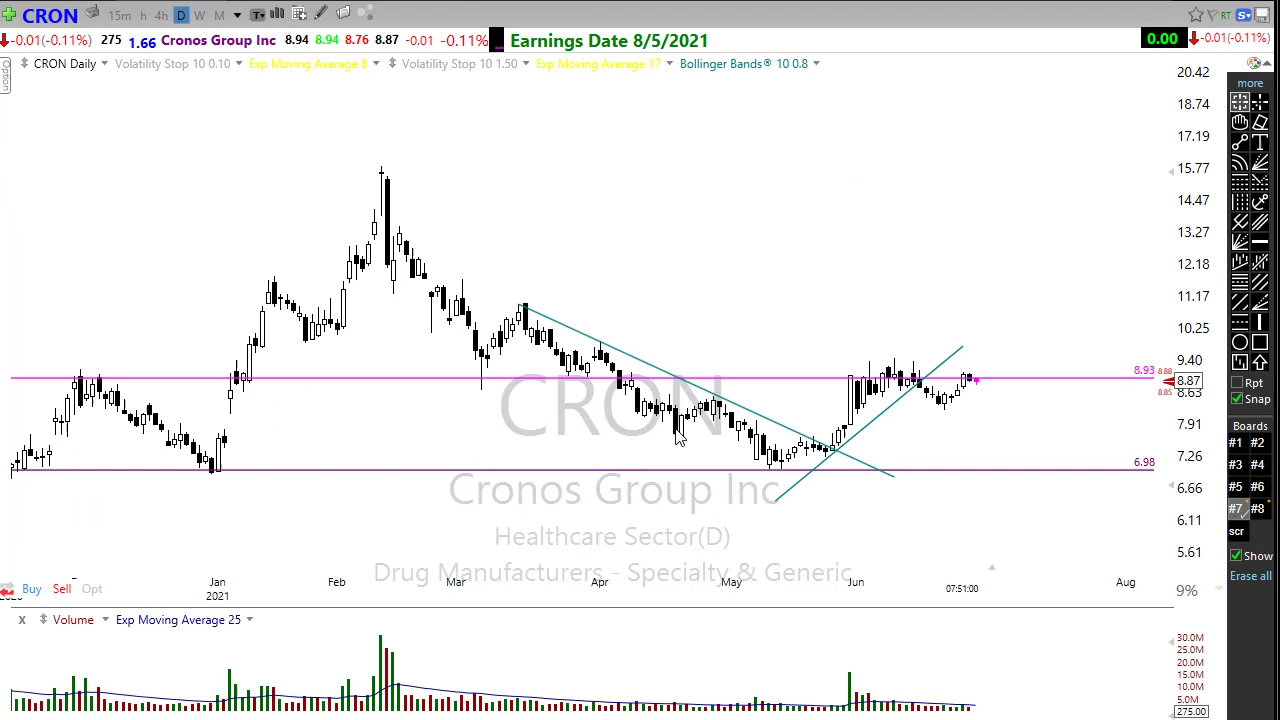 CRON 15m h 4h D W M T
-0.01(-0.11%) 275 1.66 Cronos Group Inc 8.94 8.94 8.76 8.87 -0.01 -0.11% Earnings Date 8/5/2021 0.00 -0.01(-0.11%)
RT S
Option
CRON Daily Volatility Stop 10 0.10 Exp Moving Average 8 Volatility Stop 10 1.50 Exp Moving Average 17 Bollinger Bands® 10 0.8
20.42
18.74
17.19
15.77
14.47
13.27
12.18
11.17
10.25
9.40
8.93 8.88
8.87
8.85 8.63
7.91
7.26
6.98
6.66
6.11
5.61
CRON
Cronos Group Inc
Healthcare Sector(D)
Drug Manufacturers - Specialty & Generic
Jan Feb Mar Apr May Jun Aug
2021 07:51:00
Buy Sell Opt 9%
X Volume Exp Moving Average 25
30.0M
25.0M
20.0M
15.0M
10.0M
5.0M
275.00
more
T
Rpt
Snap
Boards
#1 #2
#3 #4
#5 #6
#7 #8
scr
Show
Erase all